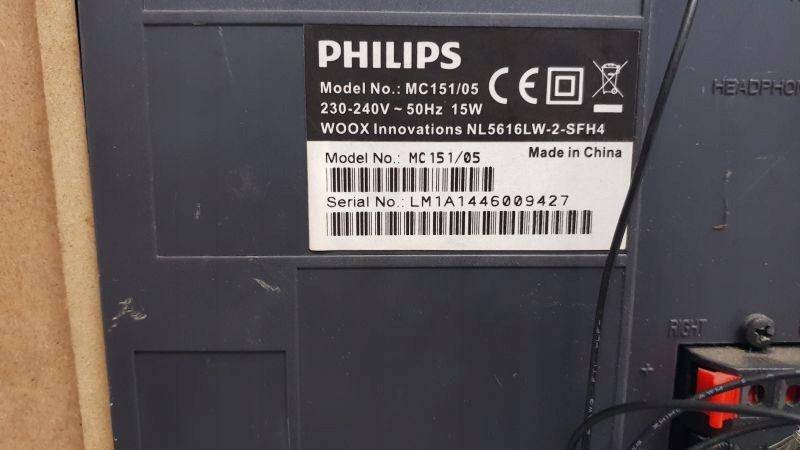 PHILIPS
Model No.: MC151/05
230-240V ~ 50Hz 15W
WOOX Innovations NL5616LW-2-SFH4
Made in China
Model No.: MC151/05
Serial No.: LM1A1446009427
HEADPHON
RIGHT
+